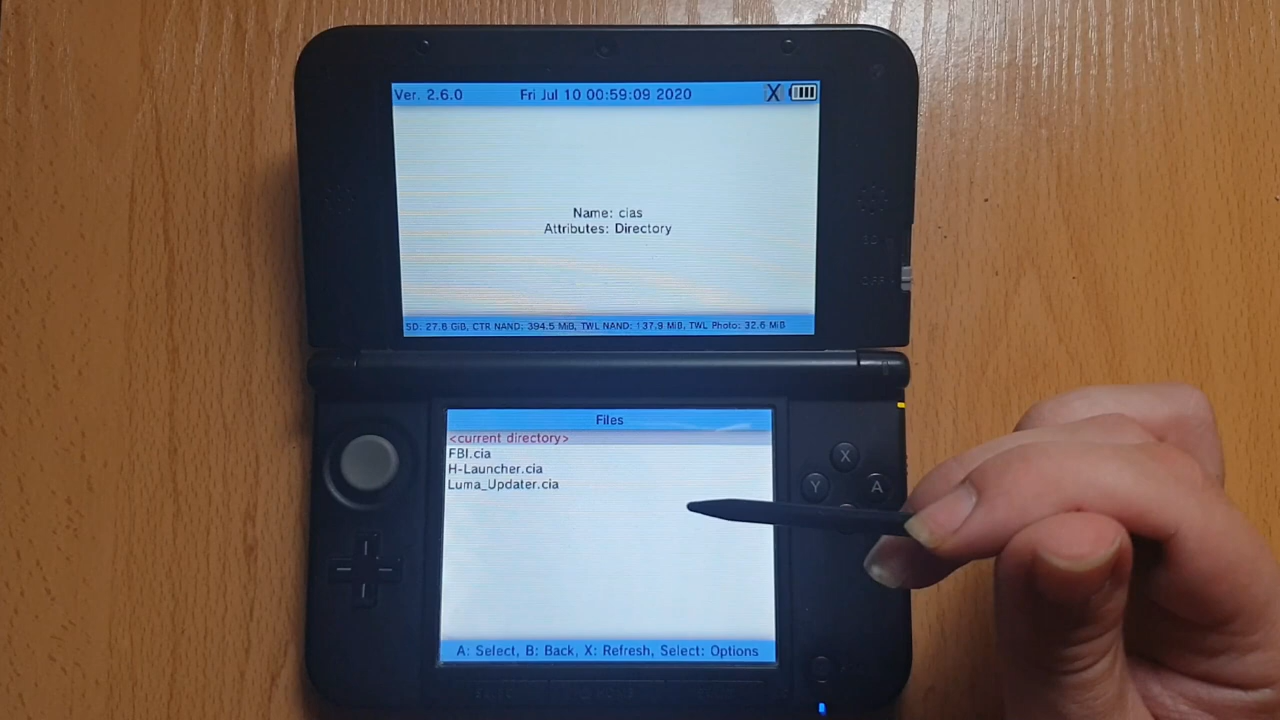 Ver. 2.6.0 Fri Jul 10 00:59:09 2020
Name: cias
Attributes: Directory
SD: 27.6 GiB, CTR NAND: 394.5 MiB, TWL NAND: 137.9 MiB, TWL Photo: 32.6 MiB
Files
<current directory>
FBI.cia
H-Launcher.cia
Luma_Updater.cia
X
Y A
A: Select, B: Back, X: Refresh, Select: Options